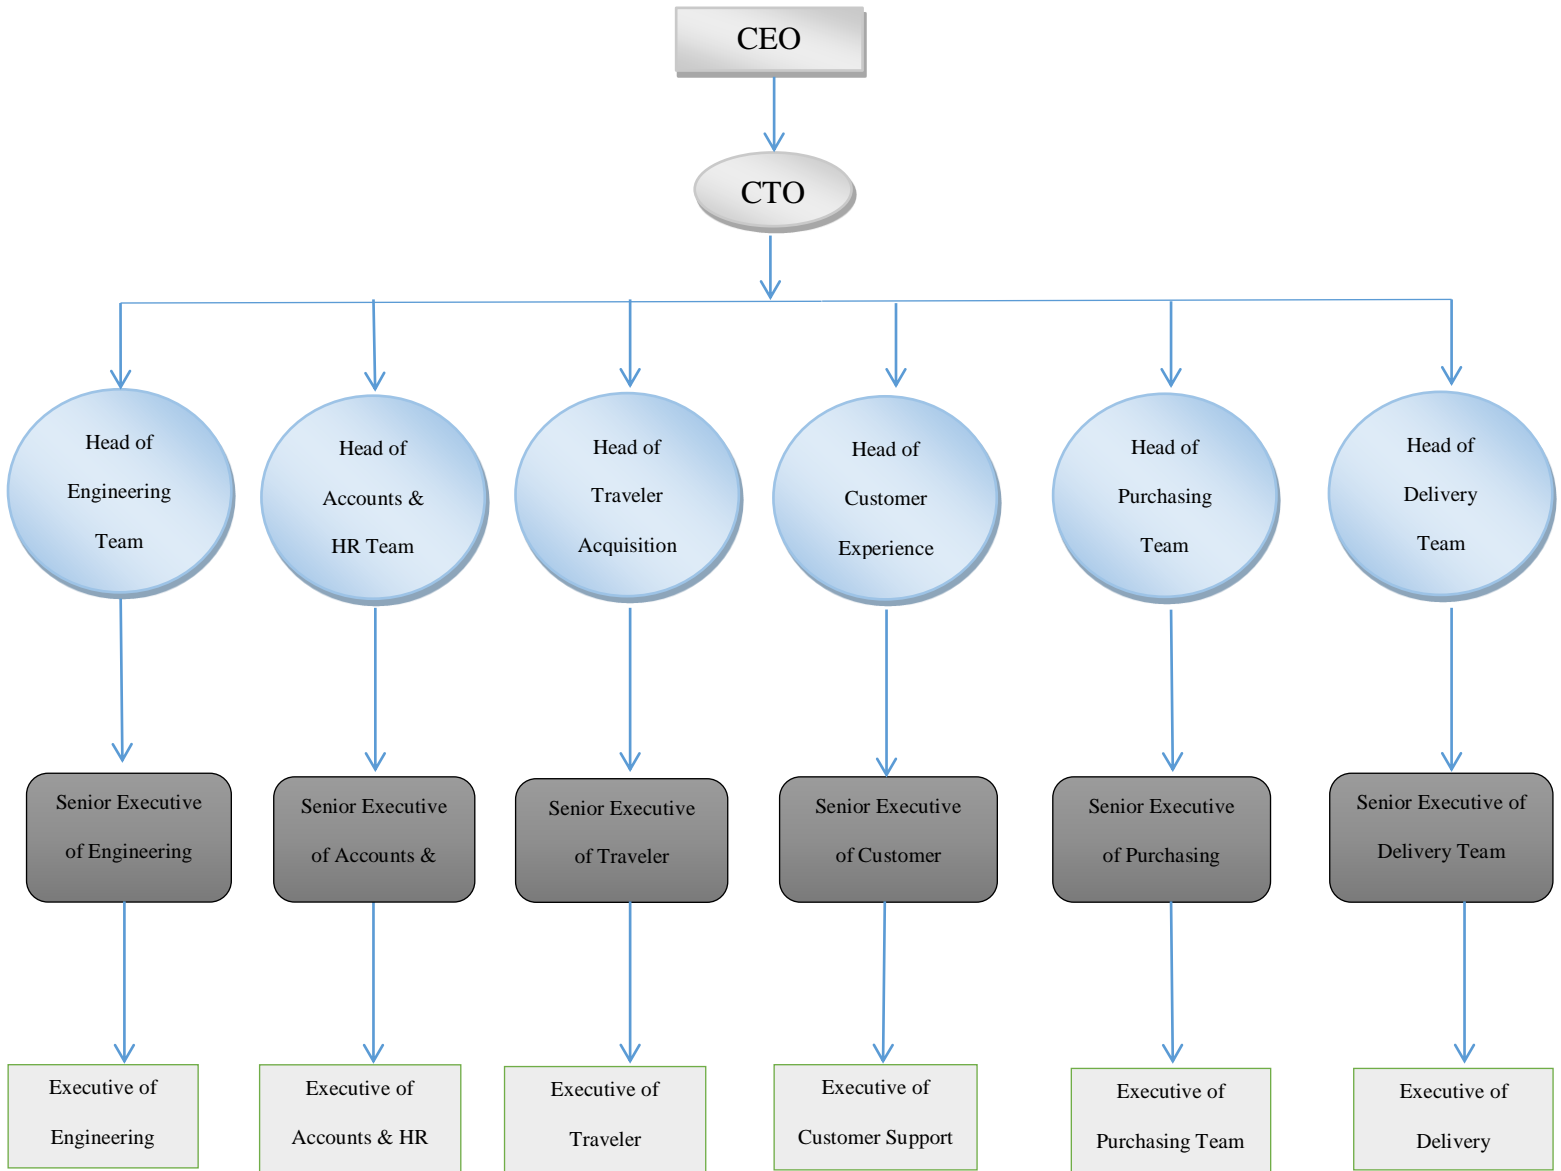 CEO
CTO
Head of
Engineering
Team
Head of
Accounts &
HR Team
Head of
Traveler
Acquisition
Head of
Customer
Experience
Head of
Purchasing
Team
Head of
Delivery
Team
Senior Executive
of Engineering
Senior Executive
of Accounts &
Senior Executive
of Traveler
Senior Executive
of Customer
Senior Executive
of Purchasing
Senior Executive of
Delivery Team
Executive of
Engineering
Executive of
Accounts & HR
Executive of
Traveler
Executive of
Customer Support
Executive of
Purchasing Team
Executive of
Delivery